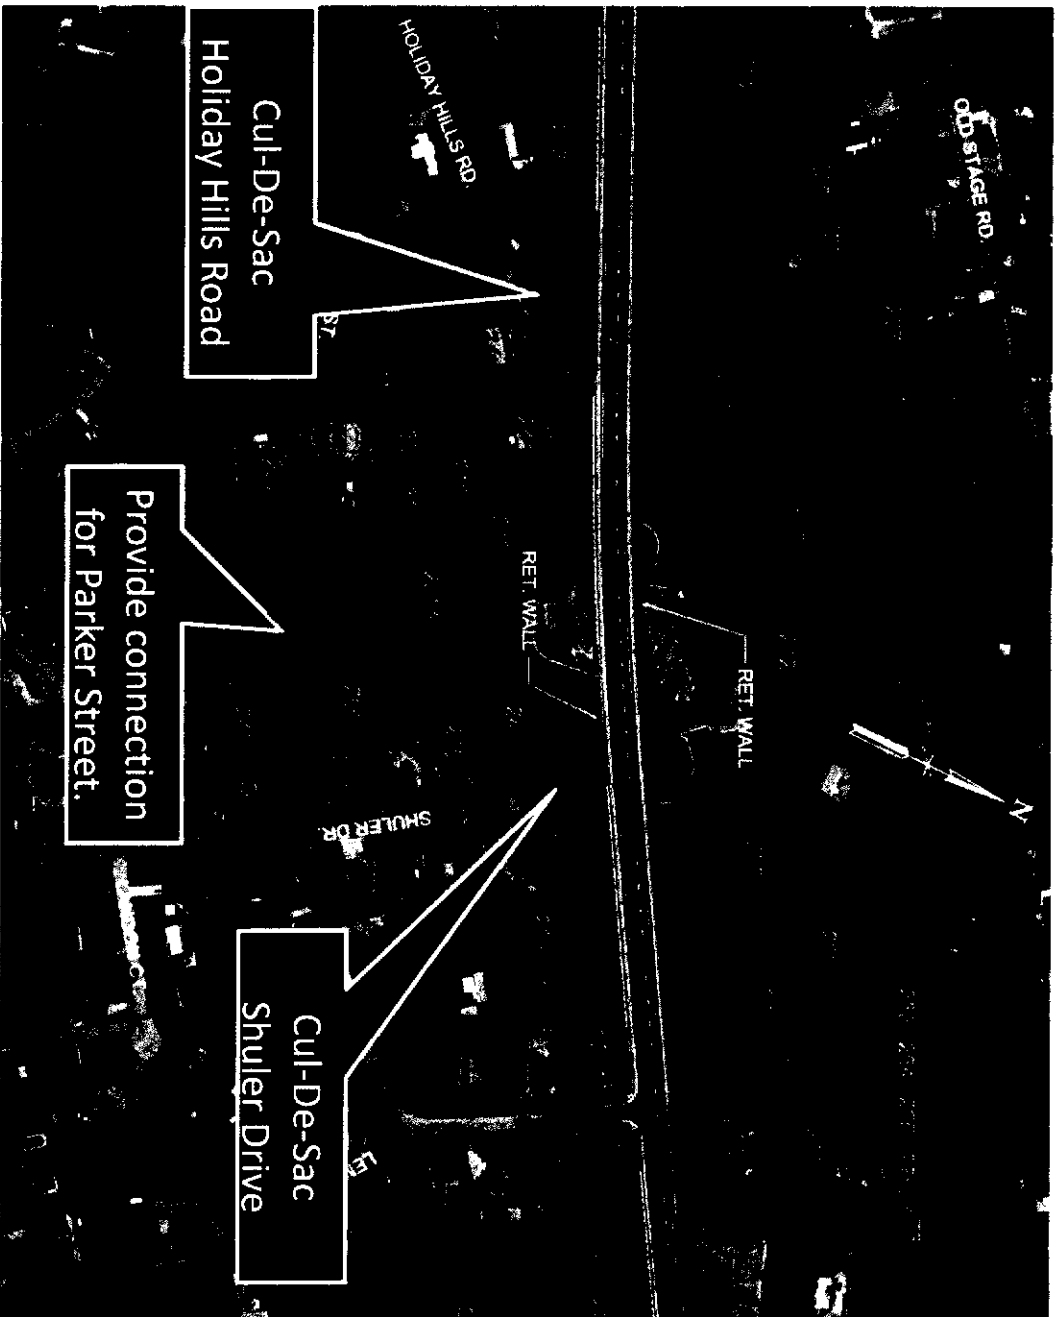 OLD STAGE RD.
HOLIDAY HILLS RD.
Cul-De-Sac
Holiday Hills Road
ST.
RET. WALL
RET. WALL
N
Provide connection
for Parker Street.
SHULER DR.
Cul-De-Sac
Shuler Drive